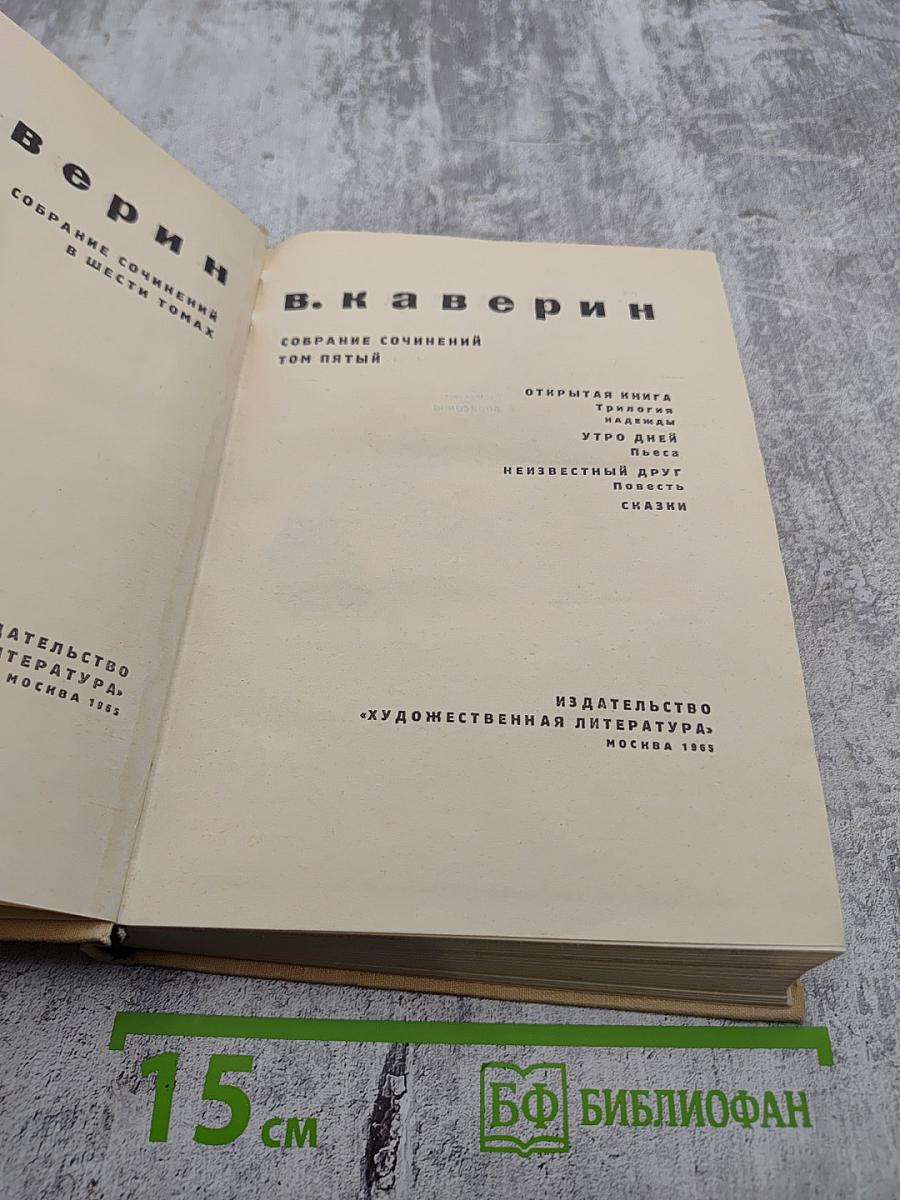 верин
СОБРАНИЕ СОЧИНЕНИЙ
В ШЕСТИ ТОМАХ
ДАТЕЛЬСТВО
ИТЕРАТУРА»
МОСКВА 1965
в. каверин
СОБРАНИЕ СОЧИНЕНИЙ
ТОМ ПЯТЫЙ
ОТКРЫТАЯ КНИГА
Трилогия
НАДЕЖДЫ
УТРО ДНЕЙ
Пьеса
НЕИЗВЕСТНЫЙ ДРУГ
Повесть
СКАЗКИ
ИЗДАТЕЛЬСТВО
«ХУДОЖЕСТВЕННАЯ ЛИТЕРАТУРА»
МОСКВА 1965
15 см
БФ БИБЛИОФАН